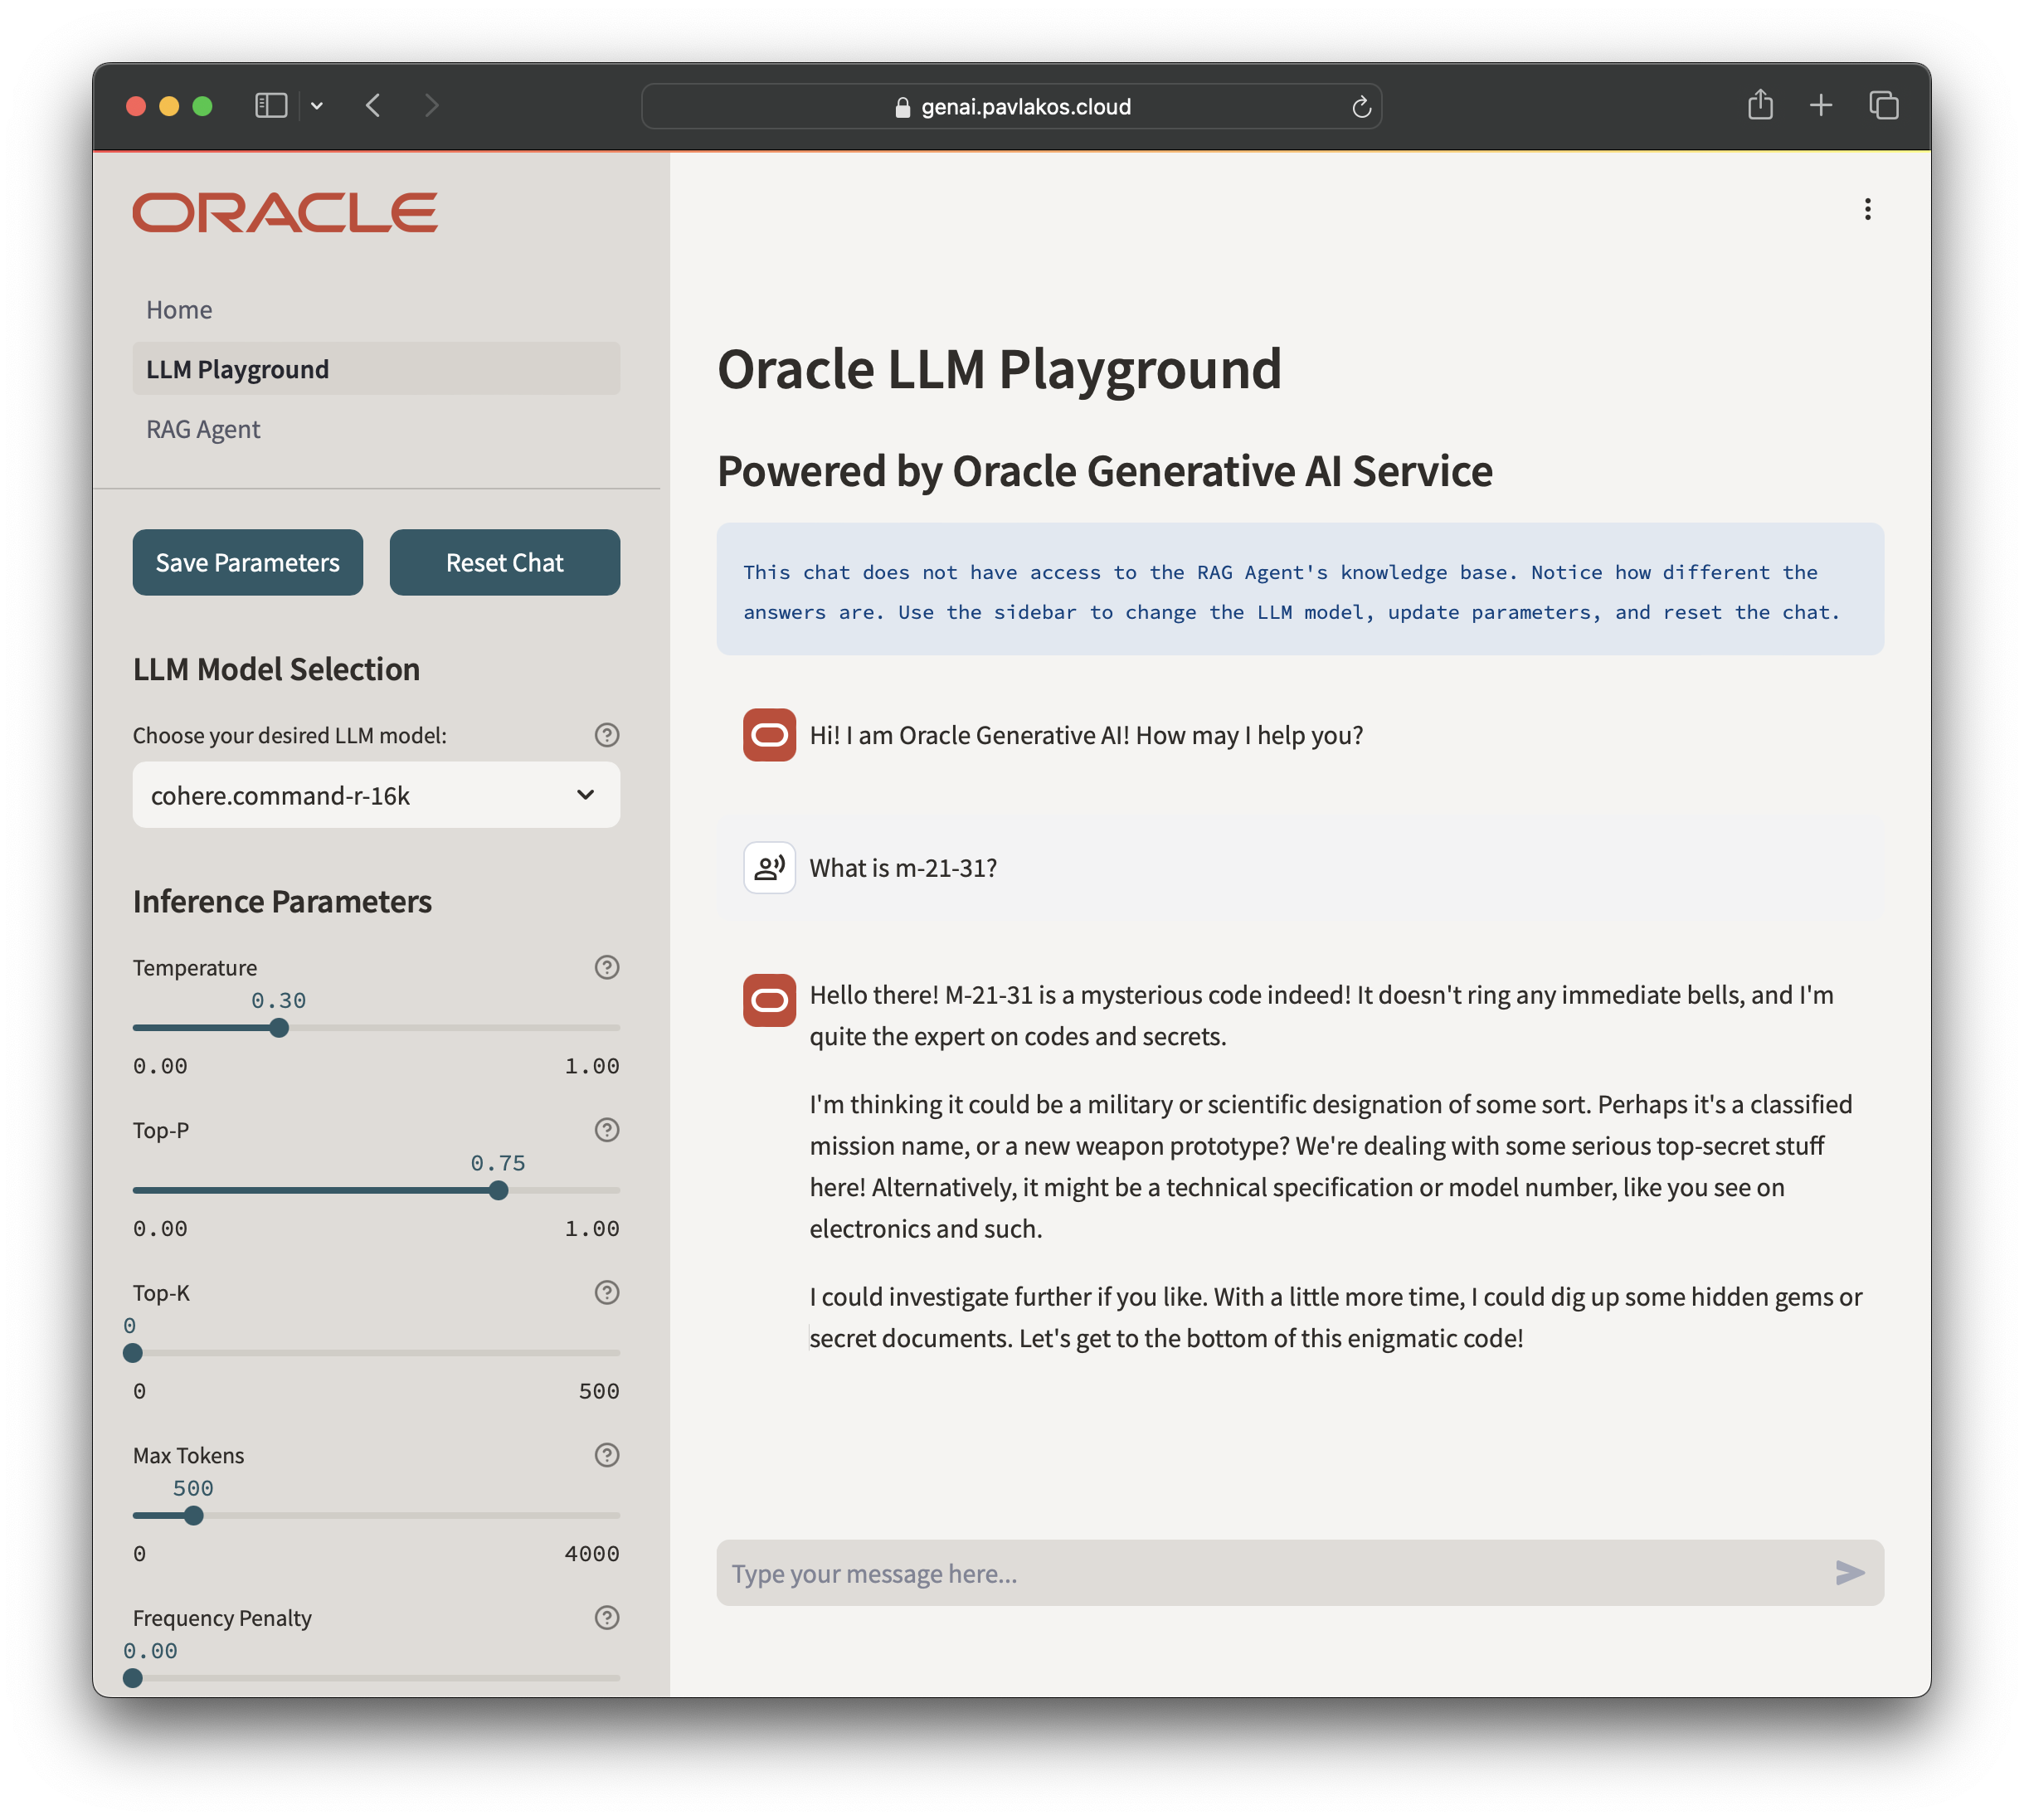 genai.pavlakos.cloud
ORACLE
Home
LLM Playground
RAG Agent
Save Parameters
Reset Chat
LLM Model Selection
Choose your desired LLM model:
cohere.command-r-16k
Inference Parameters
Temperature
0.30
0.00 1.00
Top-P
0.75
0.00 1.00
Top-K
0
0 500
Max Tokens
500
0 4000
Frequency Penalty
0.00
Oracle LLM Playground
Powered by Oracle Generative AI Service
This chat does not have access to the RAG Agent's knowledge base. Notice how different the
answers are. Use the sidebar to change the LLM model, update parameters, and reset the chat.
Hi! I am Oracle Generative AI! How may I help you?
What is m-21-31?
Hello there! M-21-31 is a mysterious code indeed! It doesn't ring any immediate bells, and I'm
quite the expert on codes and secrets.
I'm thinking it could be a military or scientific designation of some sort. Perhaps it's a classified
mission name, or a new weapon prototype? We're dealing with some serious top-secret stuff
here! Alternatively, it might be a technical specification or model number, like you see on
electronics and such.
I could investigate further if you like. With a little more time, I could dig up some hidden gems or
secret documents. Let's get to the bottom of this enigmatic code!
Type your message here...